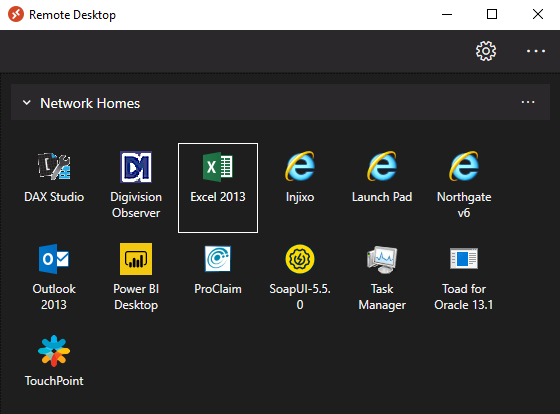 Remote Desktop
Network Homes
DAX Studio
Digivision
Observer
Excel 2013
Injixo
Launch Pad
Northgate
v6
Outlook
2013
Power BI
Desktop
ProClaim
SoapUI-5.5.
0
Task
Manager
Toad for
Oracle 13.1
TouchPoint